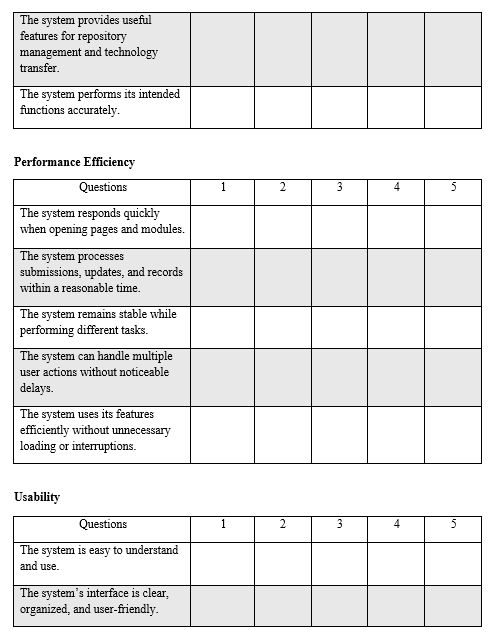 The system provides useful
features for repository
management and technology
transfer.
The system performs its intended
functions accurately.
Performance Efficiency
Questions 1 2 3 4 5
The system responds quickly
when opening pages and modules.
The system processes
submissions, updates, and records
within a reasonable time.
The system remains stable while
performing different tasks.
The system can handle multiple
user actions without noticeable
delays.
The system uses its features
efficiently without unnecessary
loading or interruptions.
Usability
Questions 1 2 3 4 5
The system is easy to understand
and use.
The system’s interface is clear,
organized, and user-friendly.